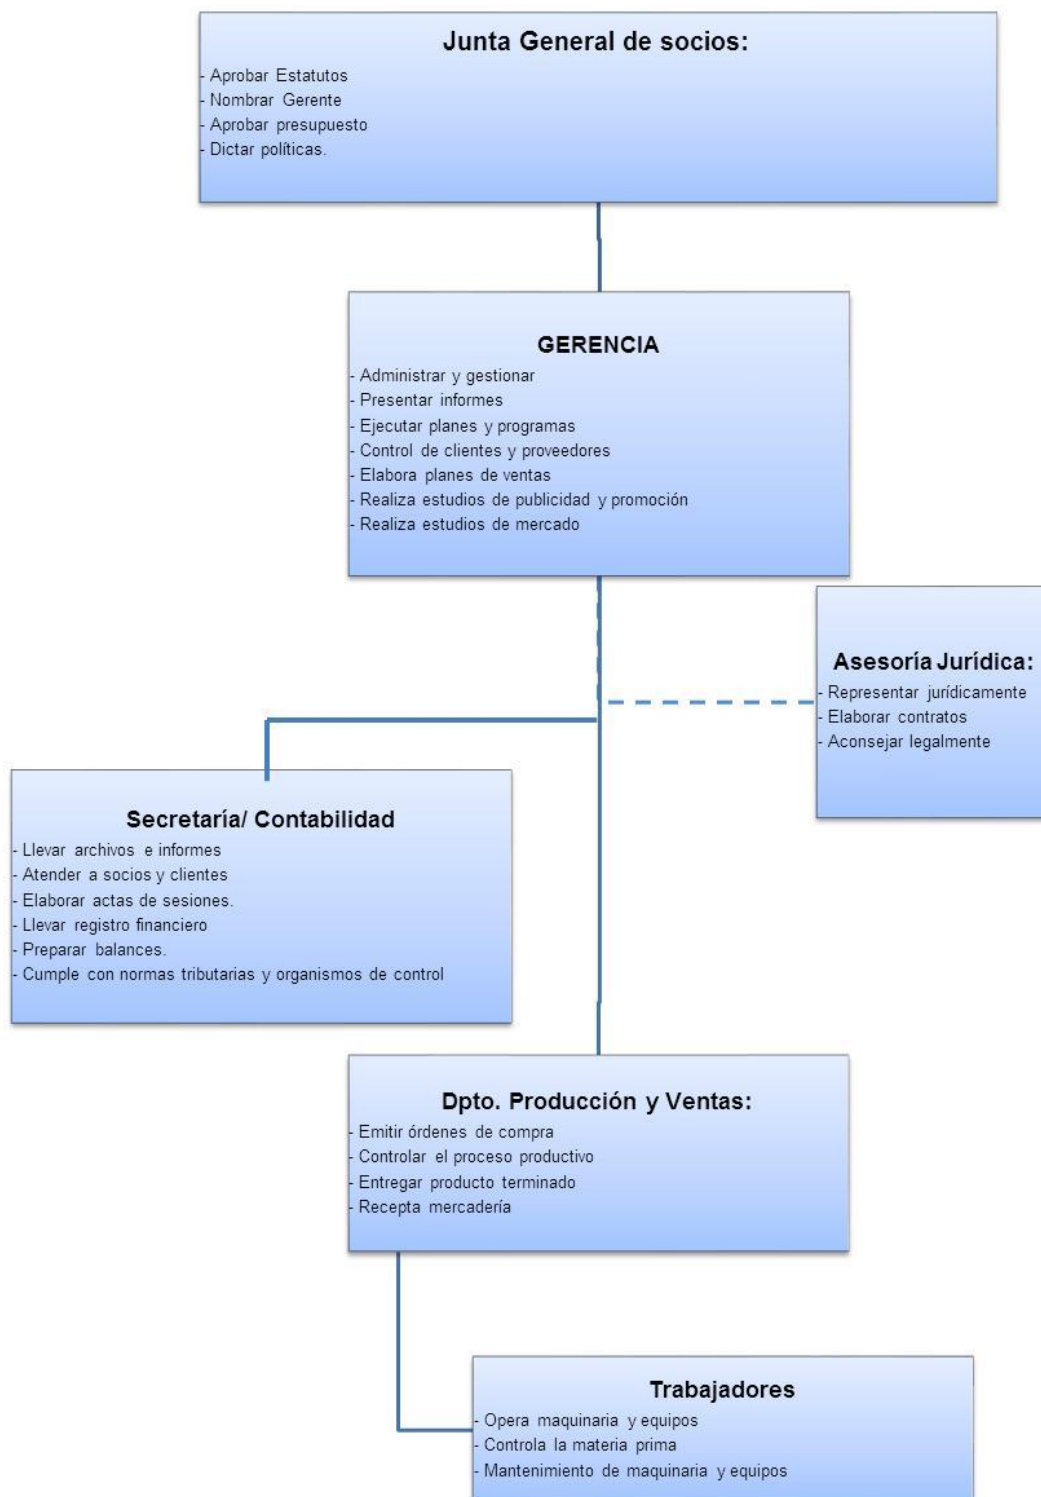 Junta General de socios:
- Aprobar Estatutos
- Nombrar Gerente
- Aprobar presupuesto
- Dictar políticas.
GERENCIA
- Administrar y gestionar
- Presentar informes
- Ejecutar planes y programas
- Control de clientes y proveedores
- Elabora planes de ventas
- Realiza estudios de publicidad y promoción
- Realiza estudios de mercado
Asesoría Jurídica:
- Representar jurídicamente
- Elaborar contratos
- Aconsejar legalmente
Secretaría/ Contabilidad
- Llevar archivos e informes
- Atender a socios y clientes
- Elaborar actas de sesiones.
- Llevar registro financiero
- Preparar balances.
- Cumple con normas tributarias y organismos de control
Dpto. Producción y Ventas:
- Emitir órdenes de compra
- Controlar el proceso productivo
- Entregar producto terminado
- Recepta mercadería
Trabajadores
- Opera maquinaria y equipos
- Controla la materia prima
- Mantenimiento de maquinaria y equipos